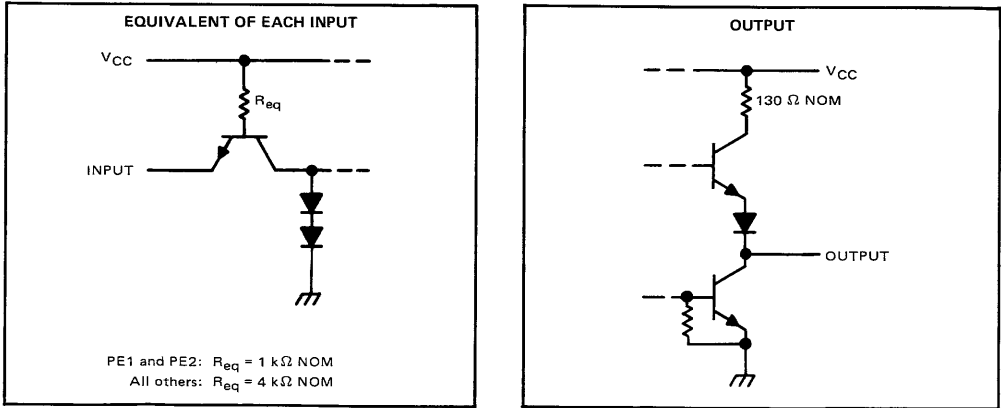 EQUIVALENT OF EACH INPUT
VCC
Req
INPUT
PE1 and PE2: Req = 1 kΩ NOM
All others: Req = 4 kΩ NOM
OUTPUT
VCC
130 Ω NOM
OUTPUT